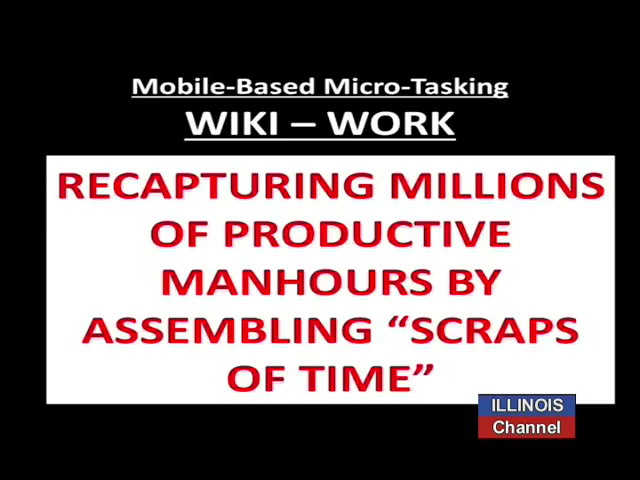 Mobile-Based Micro-Tasking
WIKI – WORK
RECAPTURING MILLIONS
OF PRODUCTIVE
MANHOURS BY
ASSEMBLING “SCRAPS
OF TIME”
ILLINOIS
Channel